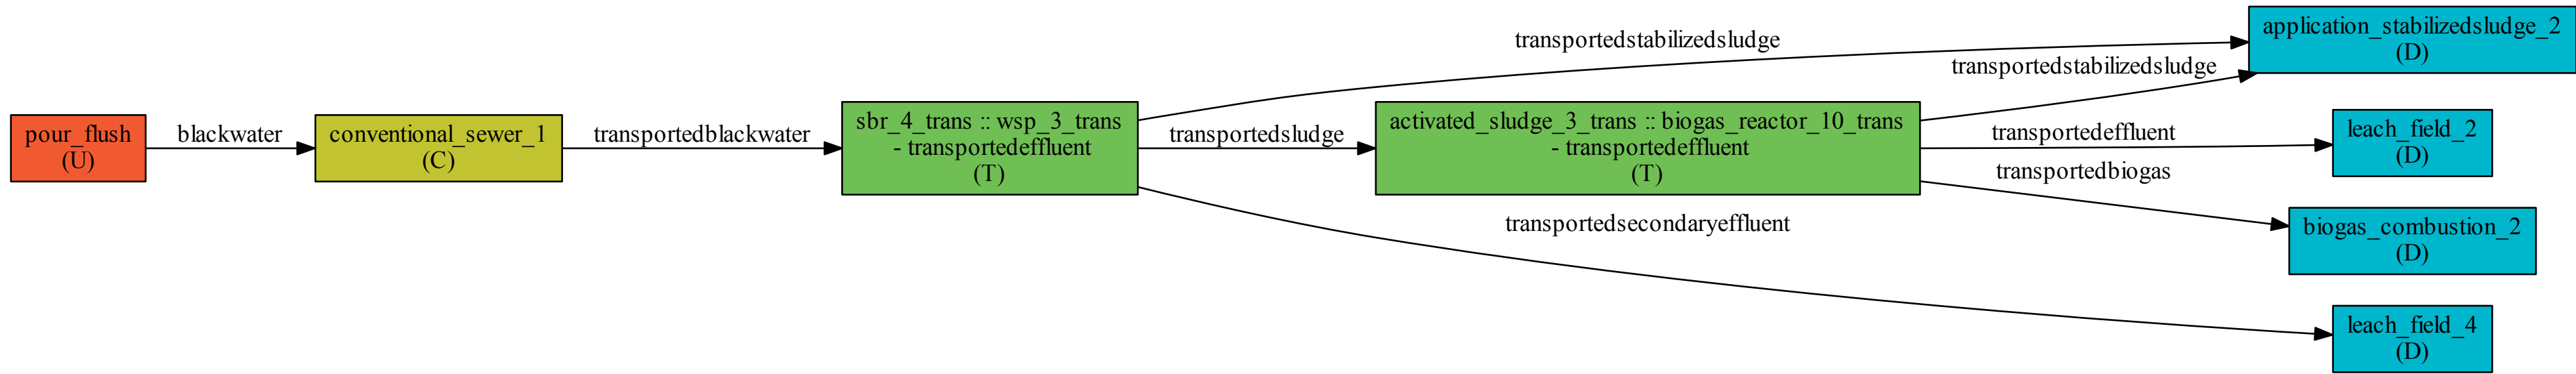 pour_flush
(U)
blackwater
conventional_sewer_1
(C)
transportedblackwater
sbr_4_trans :: wsp_3_trans
- transportedeffluent
(T)
transportedstabilizedsludge
transportedsludge
transportedsecondaryeffluent
activated_sludge_3_trans :: biogas_reactor_10_trans
- transportedeffluent
(T)
transportedstabilizedsludge
transportedeffluent
transportedbiogas
application_stabilizedsludge_2
(D)
leach_field_2
(D)
biogas_combustion_2
(D)
leach_field_4
(D)